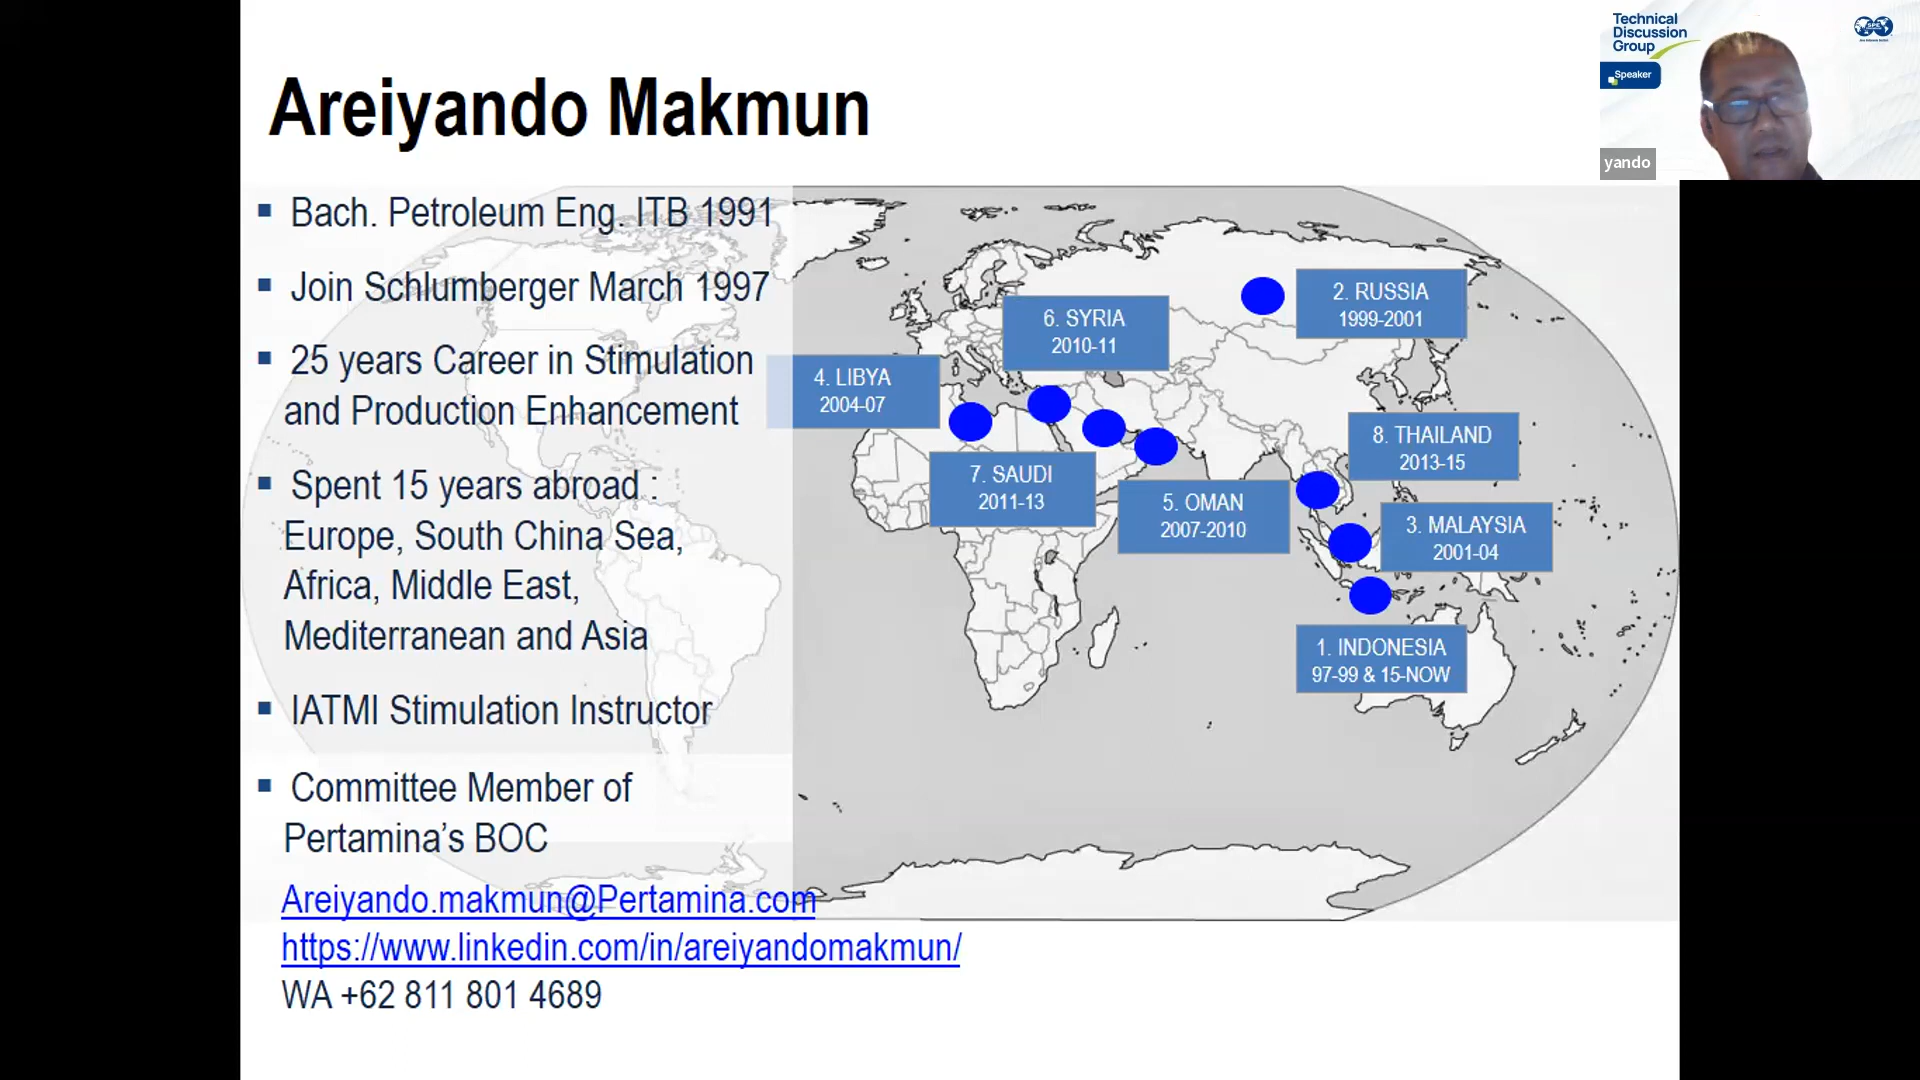 Areiyando Makmun
Bach. Petroleum Eng. ITB 1991
Join Schlumberger March 1997
25 years Career in Stimulation
and Production Enhancement
Spent 15 years abroad :
Europe, South China Sea,
Africa, Middle East,
Mediterranean and Asia
IATMI Stimulation Instructor
Committee Member of
Pertamina's BOC
Areiyando.makmun@Pertamina.com
https://www.linkedin.com/in/areiyandomakmun/
WA +62 811 801 4689
2. RUSSIA
1999-2001
6. SYRIA
2010-11
4. LIBYA
2004-07
8. THAILAND
2013-15
7. SAUDI
2011-13
5. OMAN
2007-2010
3. MALAYSIA
2001-04
1. INDONESIA
97-99 & 15-NOW
Technical
Discussion
Group
Speaker
yando